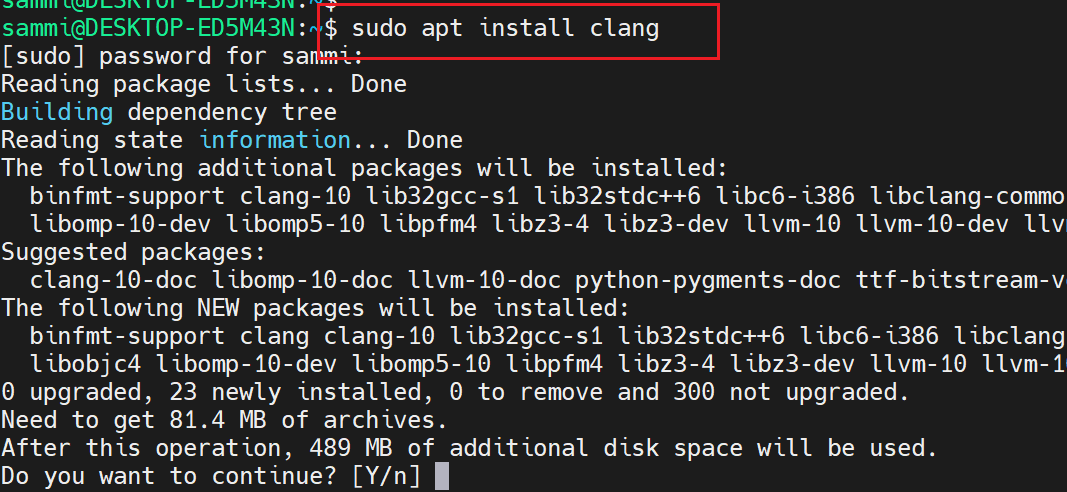 sammi@DESKTOP-ED5M43N:~$
sammi@DESKTOP-ED5M43N:~$ sudo apt install clang
[sudo] password for sammi:
Reading package lists... Done
Building dependency tree
Reading state information... Done
The following additional packages will be installed:
  binfmt-support clang-10 lib32gcc-s1 lib32stdc++6 libc6-i386 libclang-commo
  libomp-10-dev libomp5-10 libpfm4 libz3-4 libz3-dev llvm-10 llvm-10-dev llv
Suggested packages:
  clang-10-doc libomp-10-doc llvm-10-doc python-pygments-doc ttf-bitstream-v
The following NEW packages will be installed:
  binfmt-support clang clang-10 lib32gcc-s1 lib32stdc++6 libc6-i386 libclang
  libobjc4 libomp-10-dev libomp5-10 libpfm4 libz3-4 libz3-dev llvm-10 llvm-1
0 upgraded, 23 newly installed, 0 to remove and 300 not upgraded.
Need to get 81.4 MB of archives.
After this operation, 489 MB of additional disk space will be used.
Do you want to continue? [Y/n]